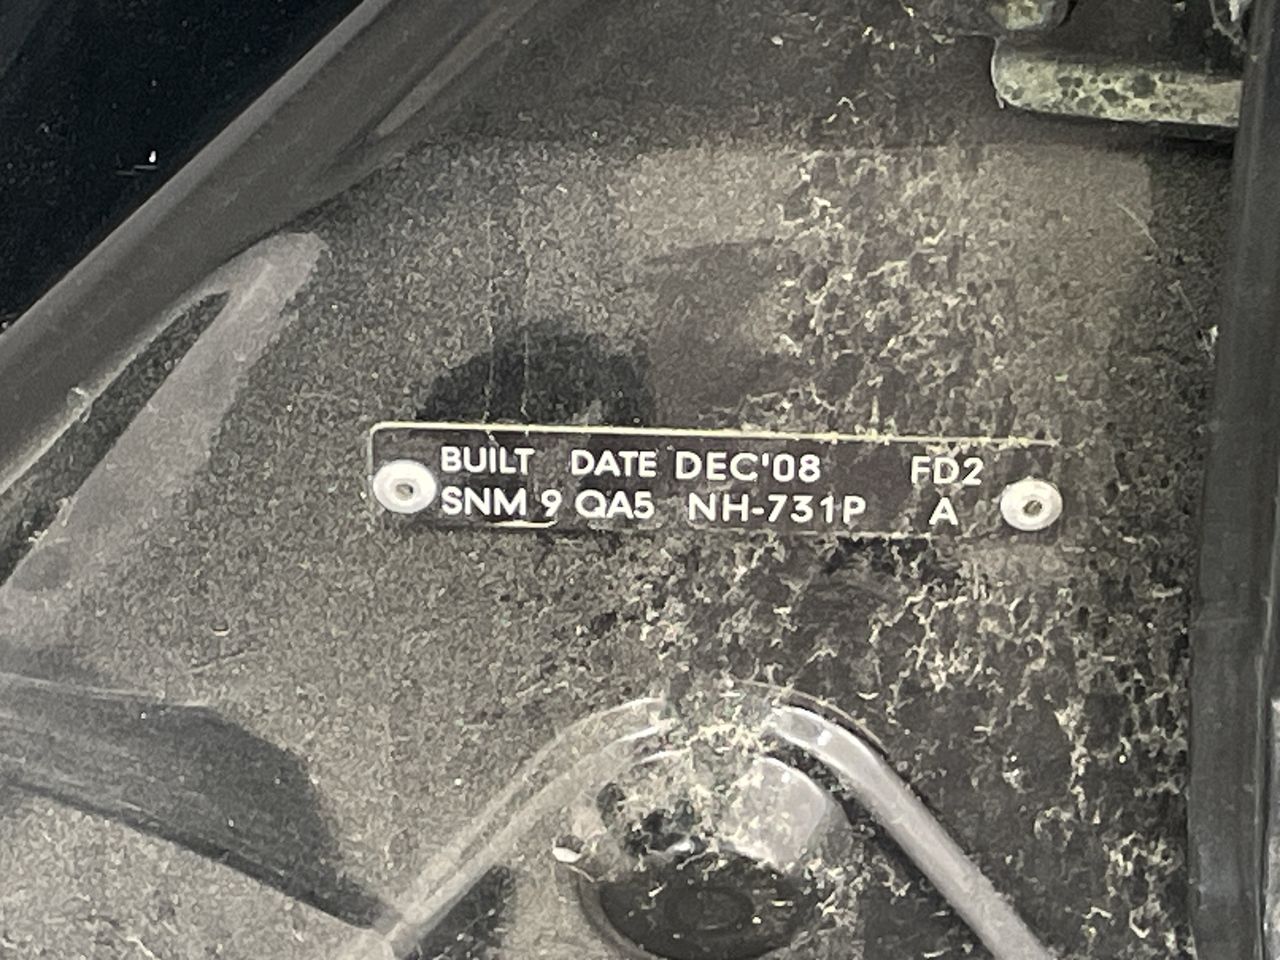 BUILT DATE DEC'08 FD2
SNM 9 QA5 NH-731P A